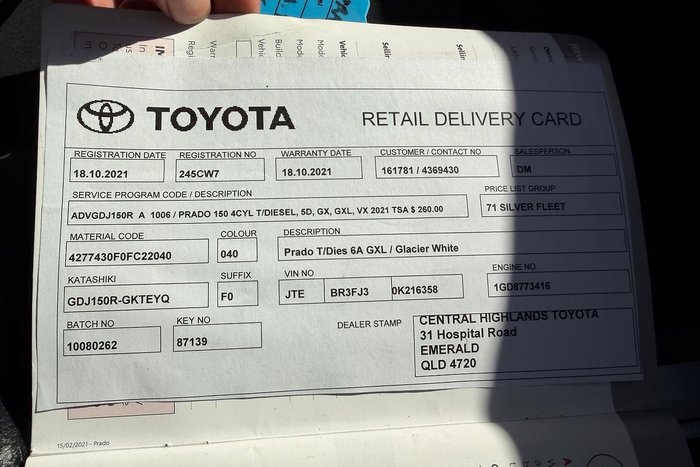 TOYOTA RETAIL DELIVERY CARD
REGISTRATION DATE REGISTRATION NO WARRANTY DATE CUSTOMER / CONTACT NO SALESPERSON
18.10.2021 245CW7 18.10.2021 161781 / 4369430 DM
SERVICE PROGRAM CODE / DESCRIPTION PRICE LIST GROUP
ADVGDJ150R A 1006 / PRADO 150 4CYL T/DIESEL, 5D, GX, GXL, VX 2021 TSA $ 260.00 71 SILVER FLEET
MATERIAL CODE COLOUR DESCRIPTION
4277430F0FC22040 040 Prado T/Dies 6A GXL / Glacier White
KATASHIKI SUFFIX VIN NO ENGINE NO
GDJ150R-GKTEYQ F0 JTE BR3FJ3 0K216358 1GD8773416
BATCH NO KEY NO DEALER STAMP
10080262 87139
CENTRAL HIGHLANDS TOYOTA
31 Hospital Road
EMERALD
QLD 4720
15/02/2021 - Prado